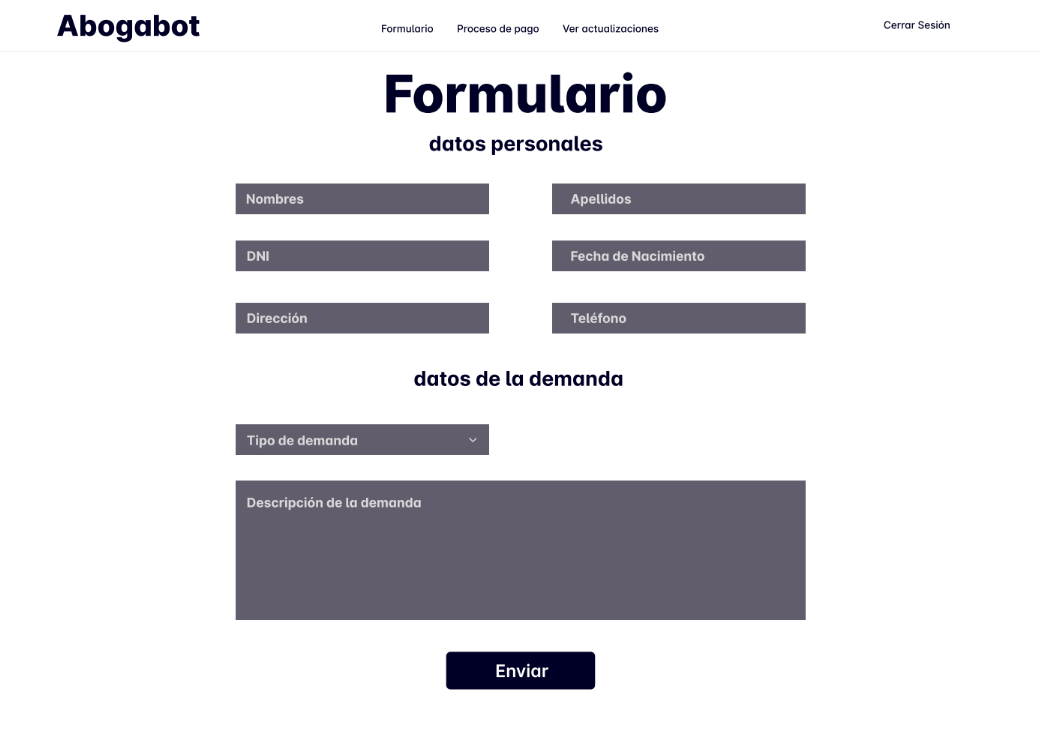 Abogabot
Formulario Proceso de pago Ver actualizaciones
Cerrar Sesión
Formulario
datos personales
Nombres
Apellidos
DNI
Fecha de Nacimiento
Dirección
Teléfono
datos de la demanda
Tipo de demanda
Descripción de la demanda
Enviar